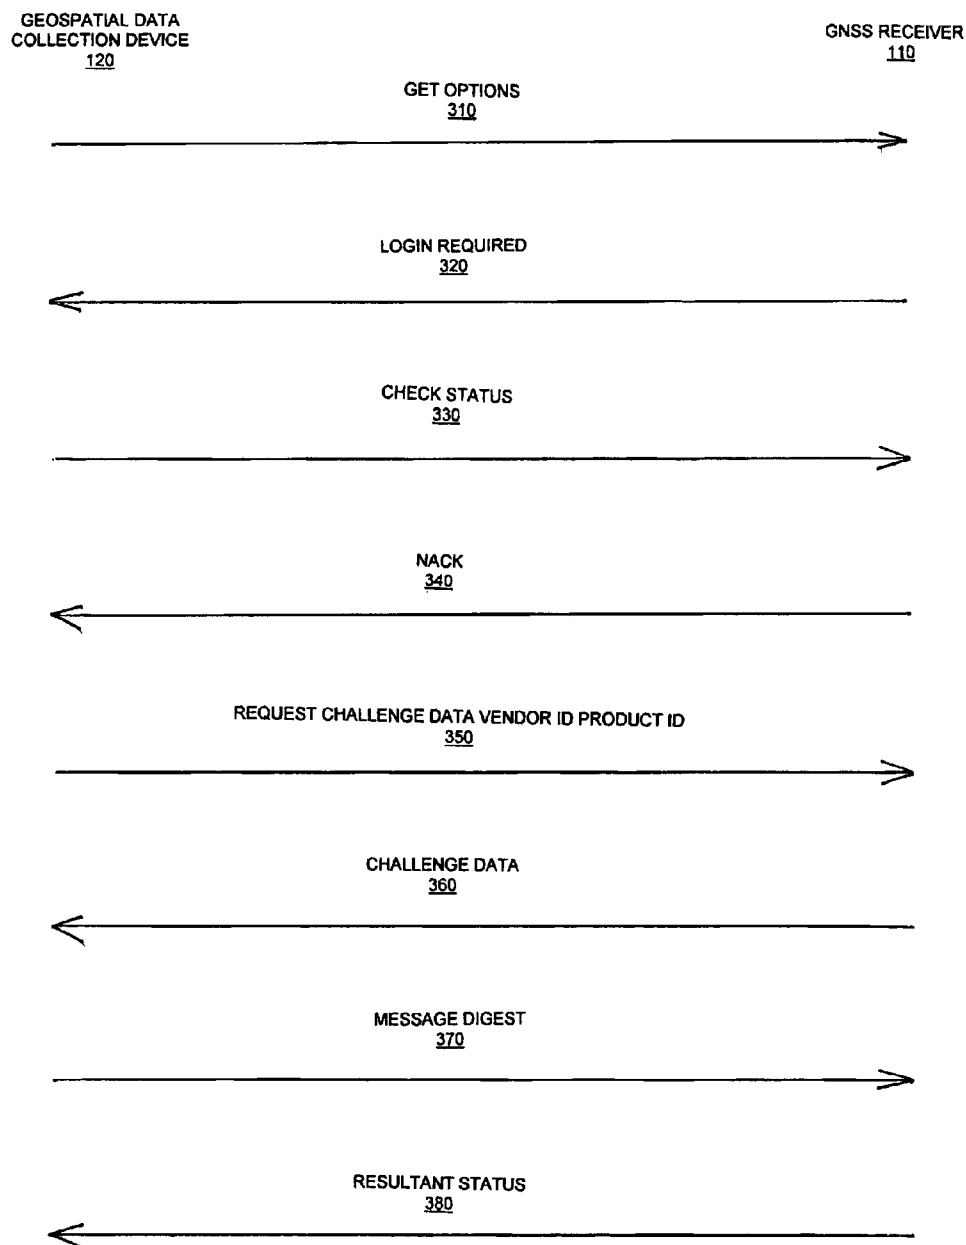 GEOSPATIAL DATA
COLLECTION DEVICE
120
GNSS RECEIVER
110
GET OPTIONS
310
LOGIN REQUIRED
320
CHECK STATUS
330
NACK
340
REQUEST CHALLENGE DATA VENDOR ID PRODUCT ID
350
CHALLENGE DATA
360
MESSAGE DIGEST
370
RESULTANT STATUS
380